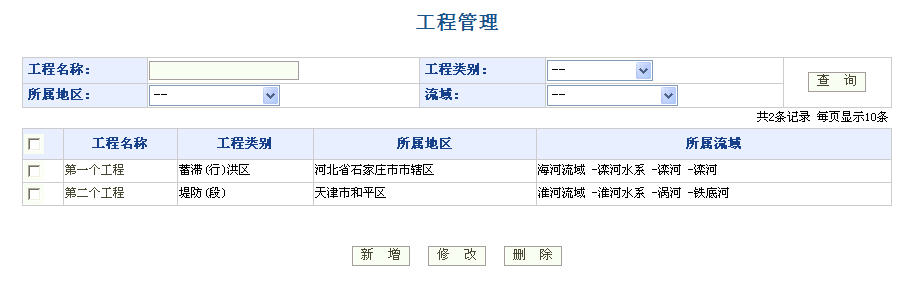 工程管理
工程名称： 工程类别： -- 查 询
所属地区： -- 流域： --
共2条记录 每页显示10条
工程名称 工程类别 所属地区 所属流域
第一个工程 蓄滞(行)洪区 河北省石家庄市市辖区 海河流域 -滦河水系 -滦河 -滦河
第二个工程 堤防(段) 天津市和平区 淮河流域 -淮河水系 -涡河 -铁底河
新 增 修 改 删 除